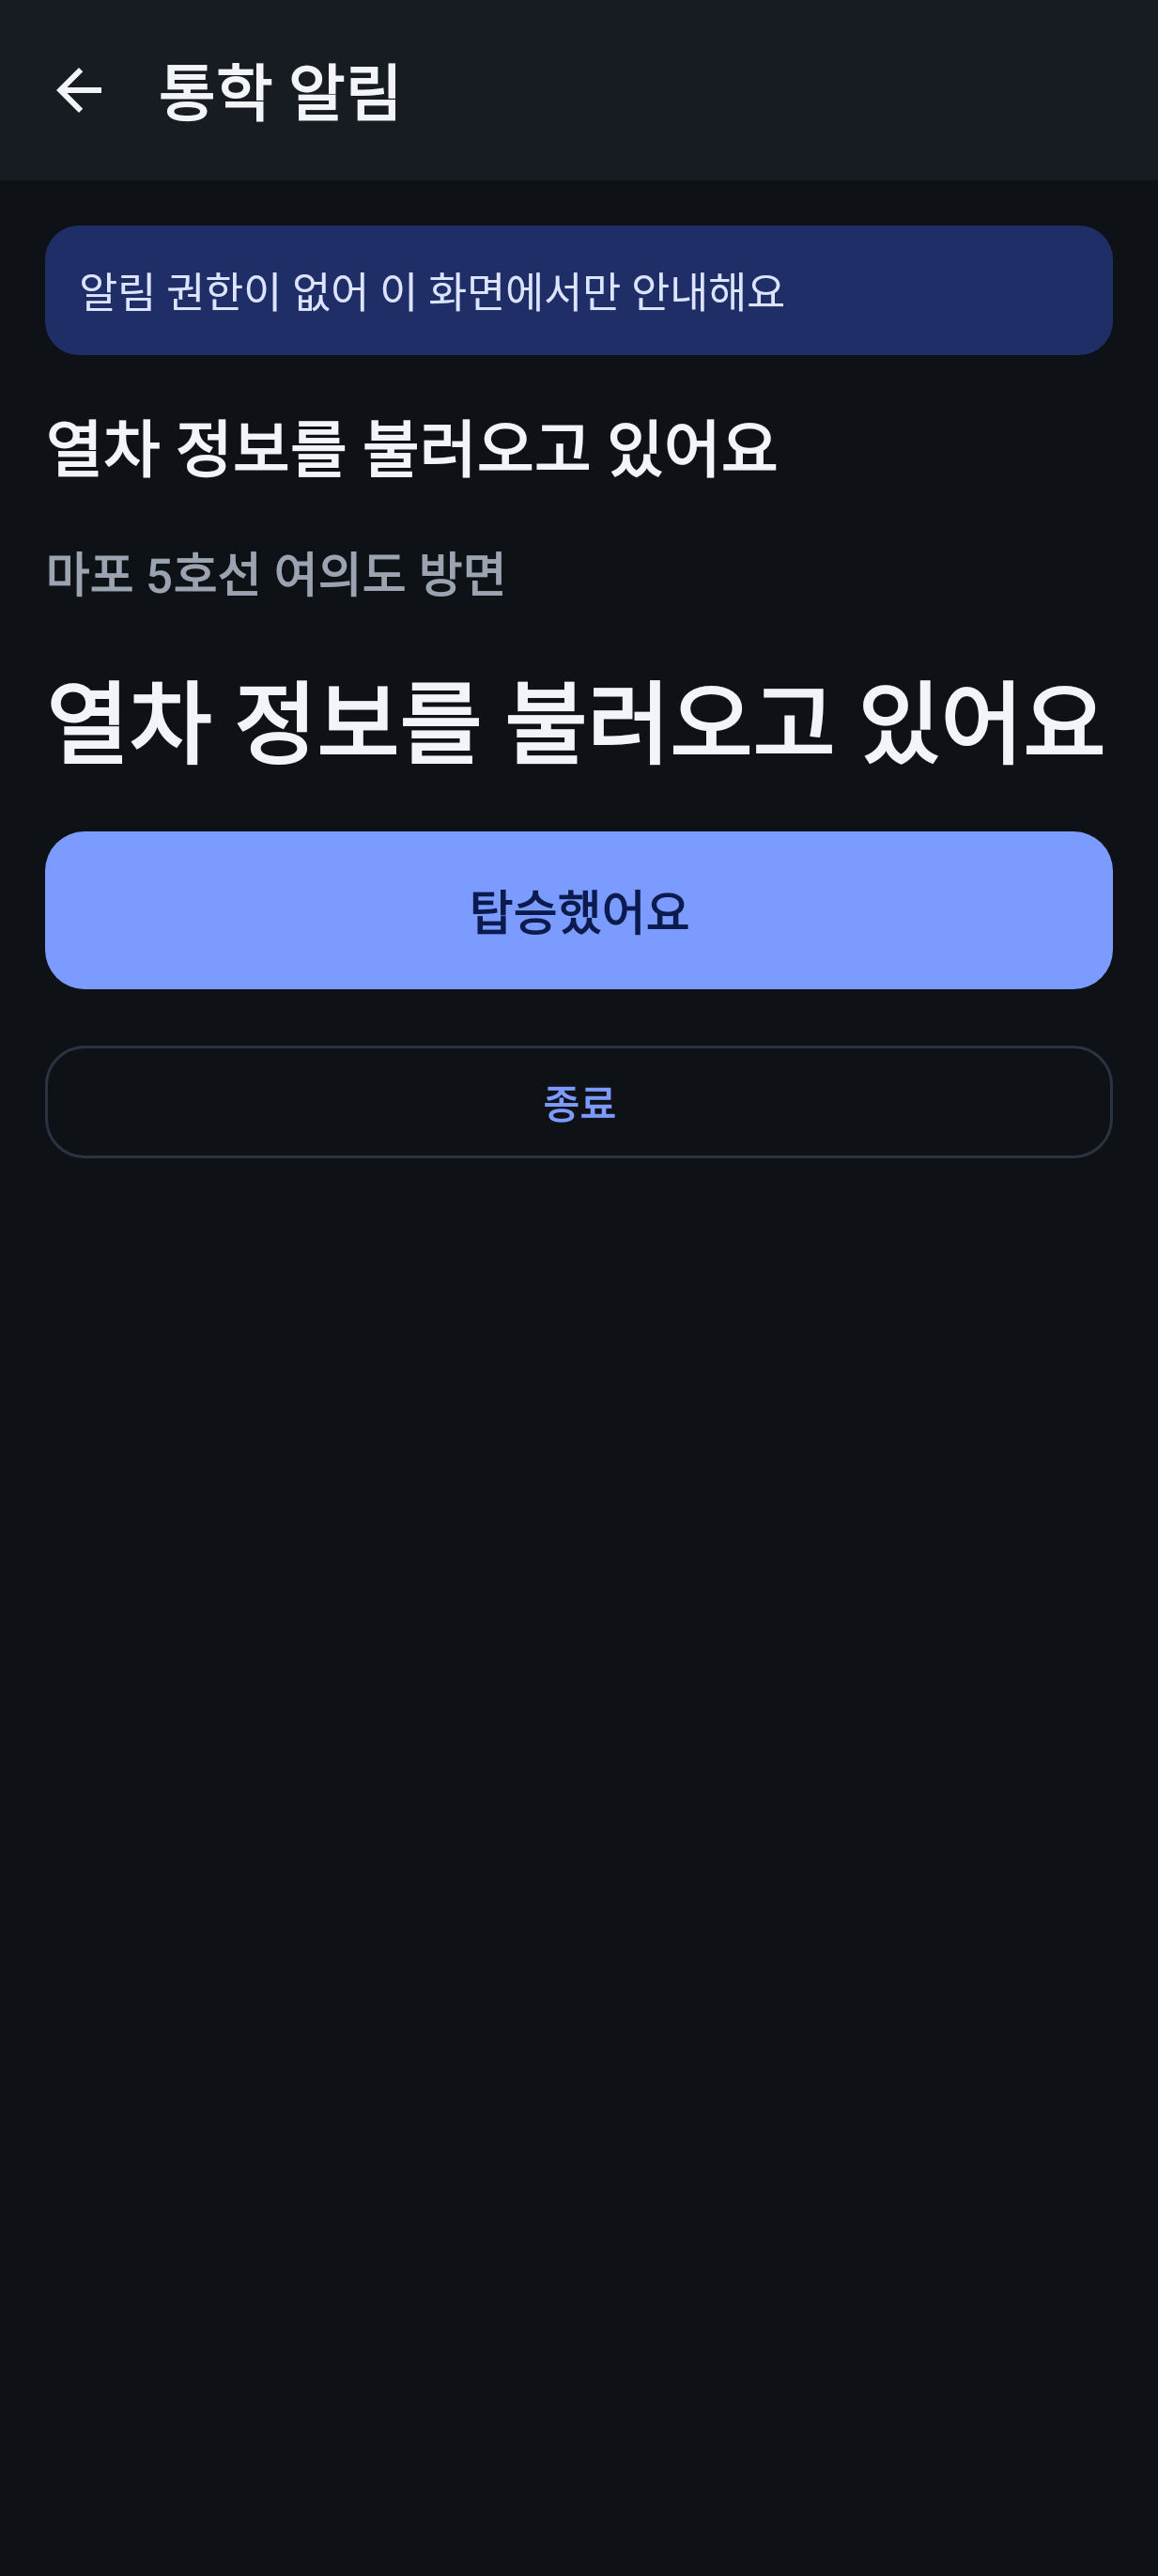 통학 알림
알림 권한이 없어 이 화면에서만 안내해요
열차 정보를 불러오고 있어요
마포 5호선 여의도 방면
열차 정보를 불러오고 있어요
탑승했어요
종료